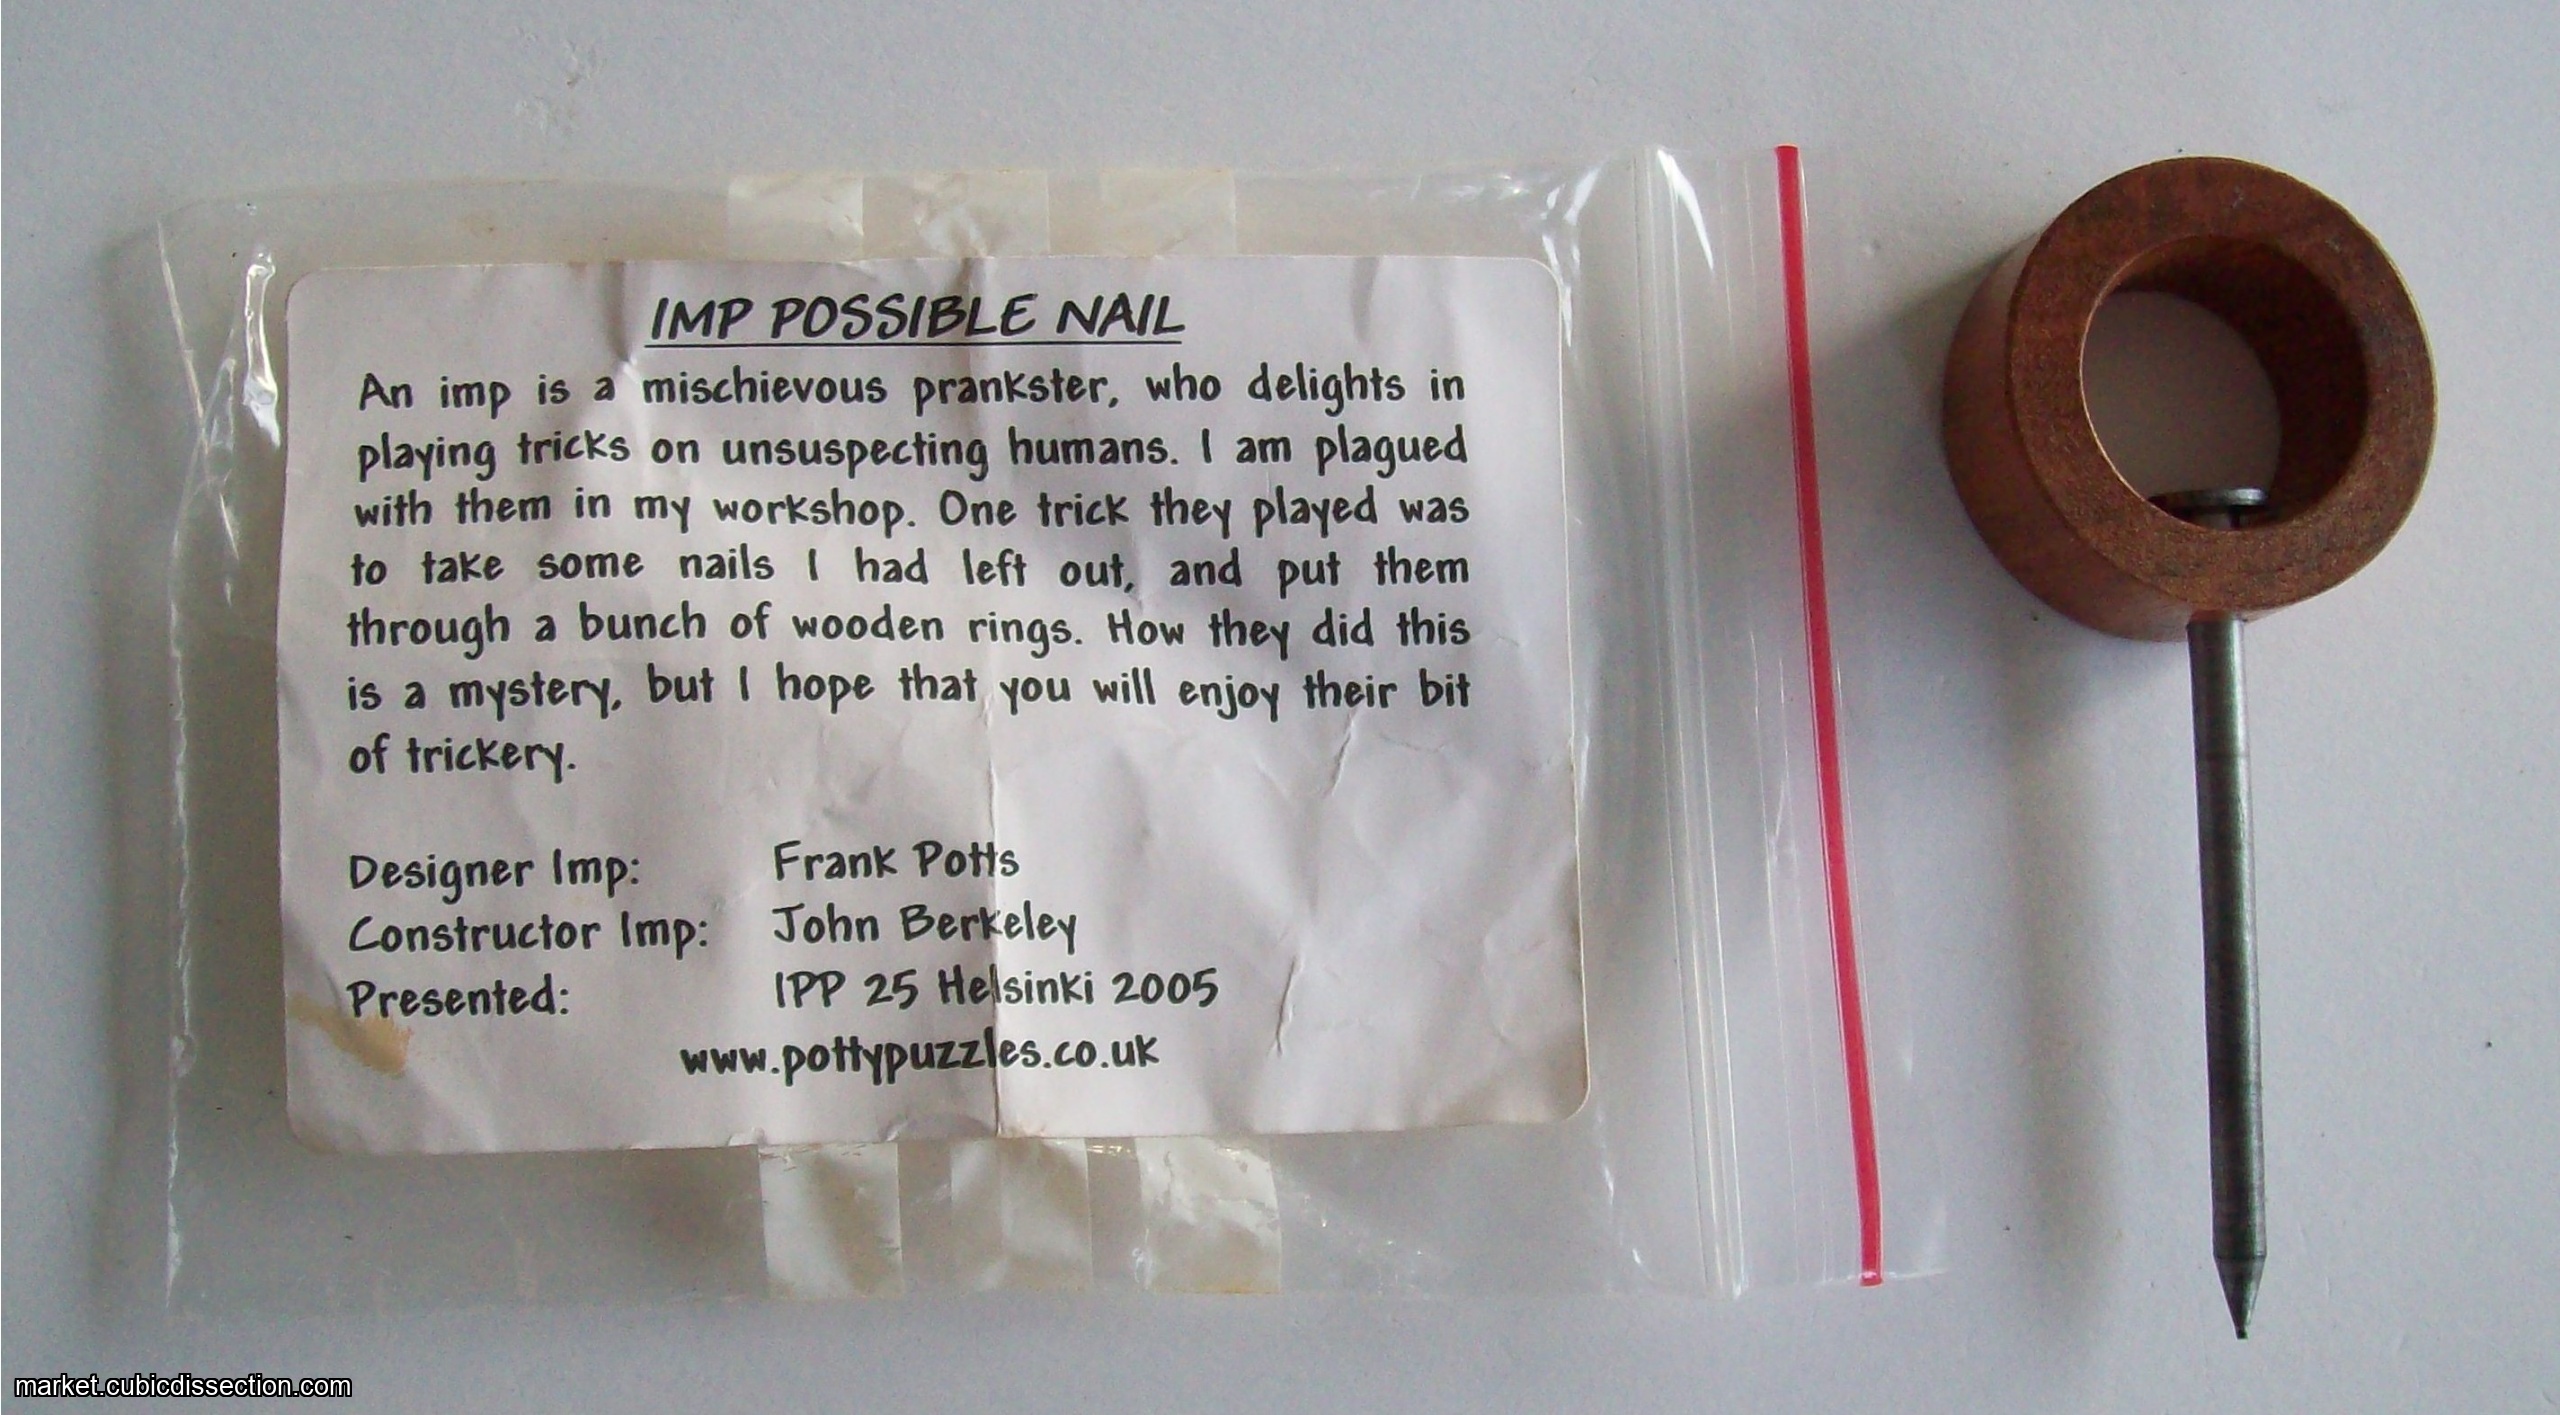 IMP POSSIBLE NAIL
An imp is a mischievous prankster, who delights in
playing tricks on unsuspecting humans. I am plagued
with them in my workshop. One trick they played was
to take some nails I had left out, and put them
through a bunch of wooden rings. How they did this
is a mystery, but I hope that you will enjoy their bit
of trickery.
Designer Imp: Frank Potts
Constructor Imp: John Berkeley
Presented: IPP 25 Helsinki 2005
www.pottypuzzles.co.uk
market.cubicdissection.com